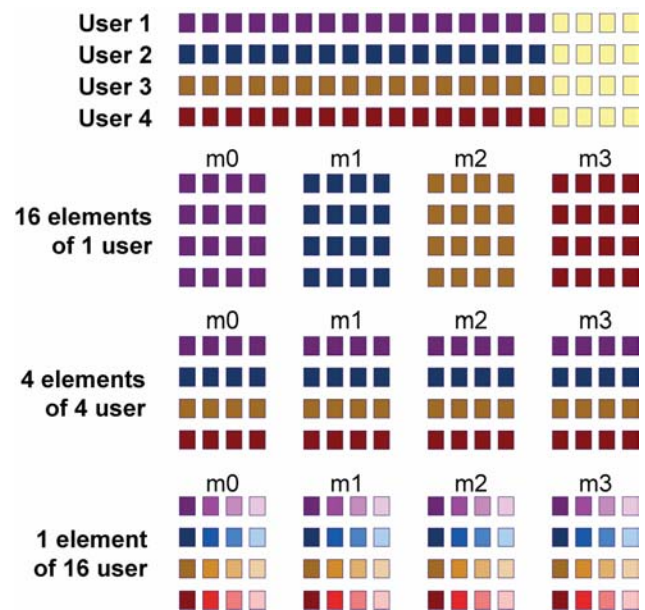 User 1
User 2
User 3
User 4
m0 m1 m2 m3
16 elements
of 1 user
m0 m1 m2 m3
4 elements
of 4 user
m0 m1 m2 m3
1 element
of 16 user